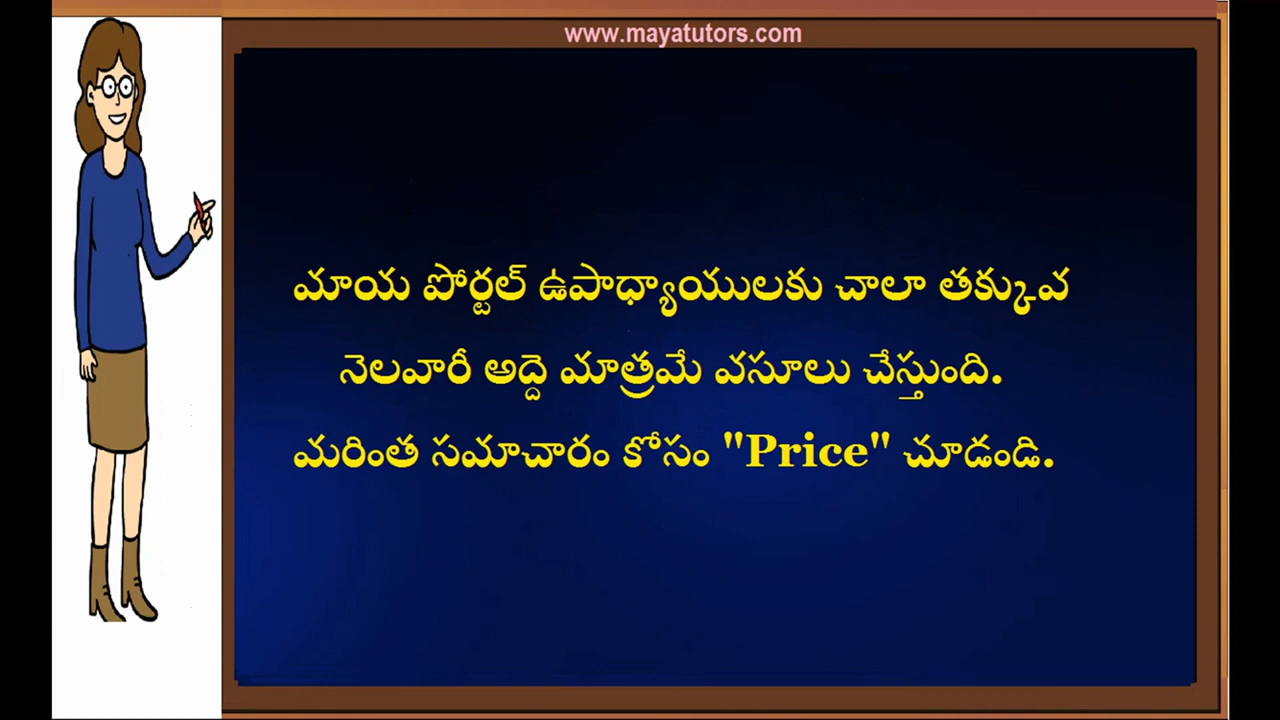 www.mayatutors.com
మాయ పోర్టల్ ఉపాధ్యాయులకు చాలా తక్కువ
నెలవారీ అద్దె మాత్రమే వసూలు చేస్తుంది.
మరింత సమాచారం కోసం "Price" చూడండి.